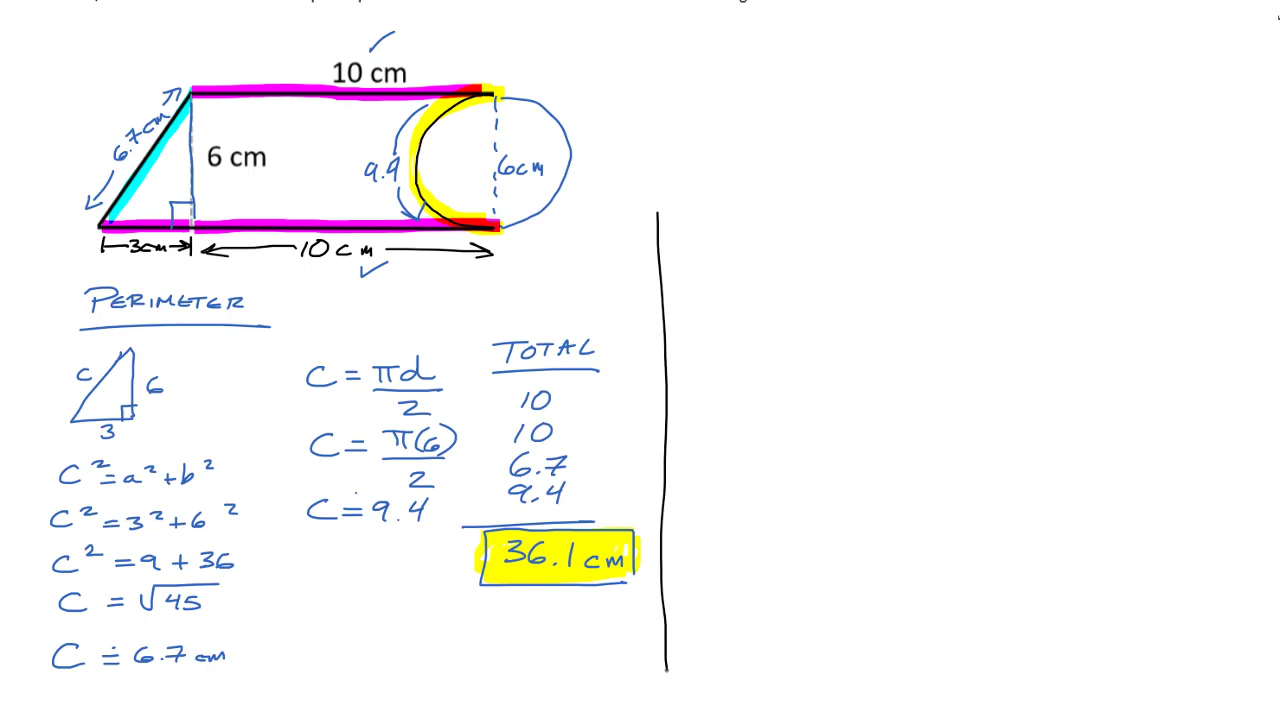 10 cm
6.7cm
6 cm
9.9
6cm
3cm
10 cm
PERIMETER
c
6
3
C² = a² + b²
C² = 3² + 6²
C² = 9 + 36
C = √45
C ≐ 6.7 cm
C = πd/2
C = π(6)/2
C ≐ 9.4
TOTAL
10
10
6.7
9.4
36.1 cm